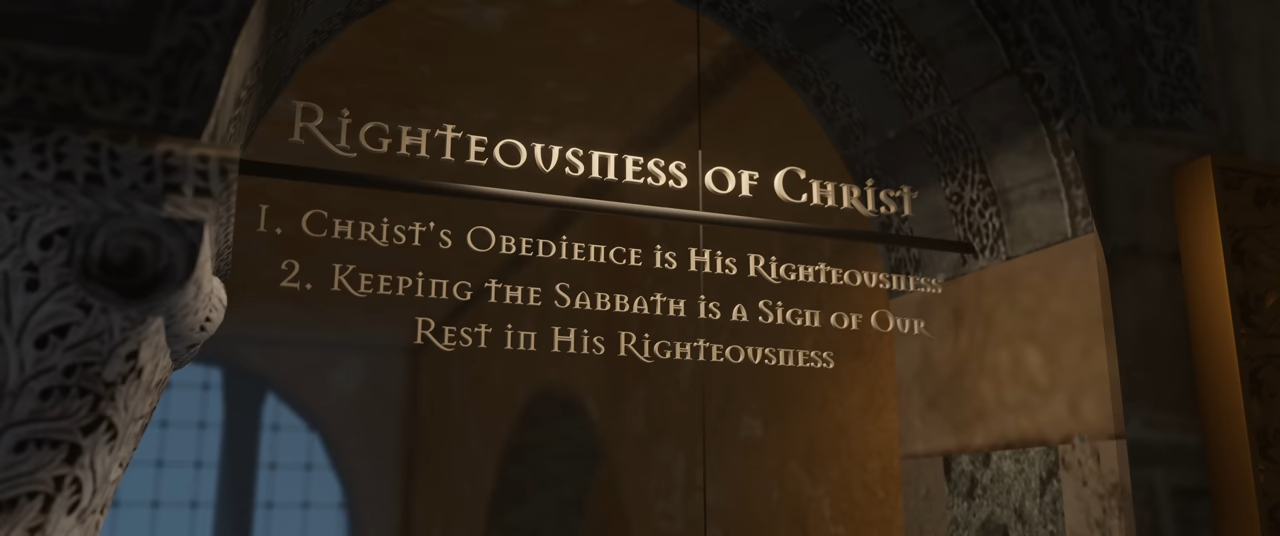 Righteousness of Christ
1. Christ's Obedience is His Righteousness
2. Keeping the Sabbath is a Sign of Our
Rest in His Righteousness